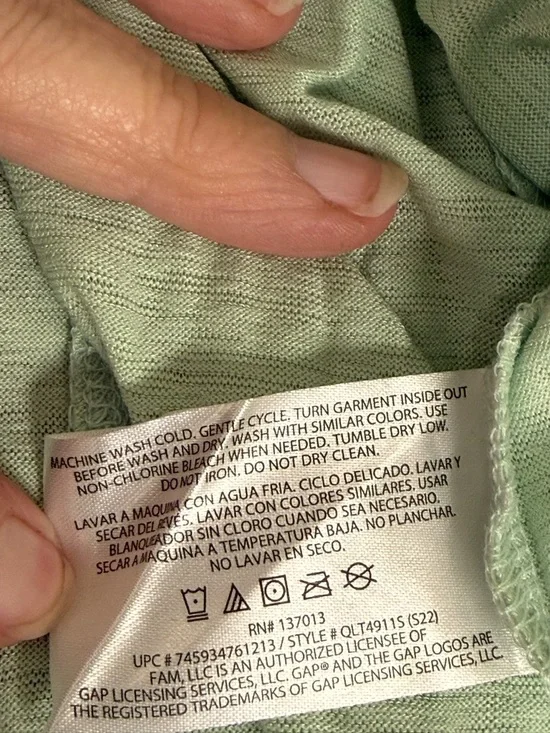 MACHINE WASH COLD. GENTLE CYCLE. TURN GARMENT INSIDE OUT
BEFORE WASH AND DRY. WASH WITH SIMILAR COLORS. USE
NON-CHLORINE BLEACH WHEN NEEDED. TUMBLE DRY LOW.
DO NOT IRON. DO NOT DRY CLEAN.
LAVAR A MAQUINA CON AGUA FRIA. CICLO DELICADO. LAVAR Y
SECAR DEL REVÉS. LAVAR CON COLORES SIMILARES. USAR
BLANQUEADOR SIN CLORO CUANDO SEA NECESARIO.
SECAR A MAQUINA A TEMPERATURA BAJA. NO PLANCHAR.
NO LAVAR EN SECO.
RN# 137013
UPC # 745934761213 / STYLE # QLT4911S (S22)
FAM, LLC IS AN AUTHORIZED LICENSEE OF
GAP LICENSING SERVICES, LLC. GAP® AND THE GAP LOGOS ARE
THE REGISTERED TRADEMARKS OF GAP LICENSING SERVICES, LLC.